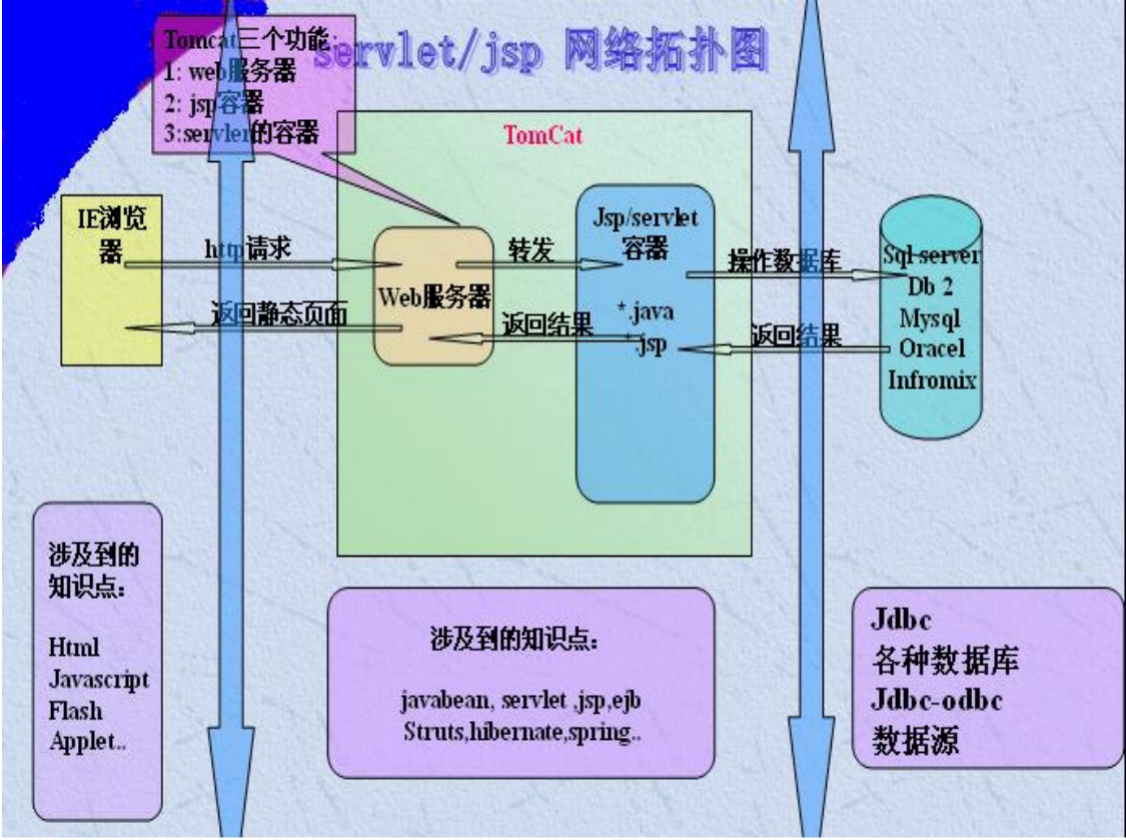 servlet/jsp 网络拓扑图
Tomcat三个功能:
1: web服务器
2: jsp容器
3:servler的容器
TomCat
IE浏览
器
http请求
返回静态页面
Web服务器
转发
返回结果
Jsp/servlet
容器
*.java
*.jsp
操作数据库
返回结果
Sql server
Db 2
Mysql
Oracel
Infromix
涉及到的
知识点:
Html
Javascript
Flash
Applet..
涉及到的知识点:
javabean, servlet ,jsp,ejb
Struts,hibernate,spring..
Jdbc
各种数据库
Jdbc-odbc
数据源